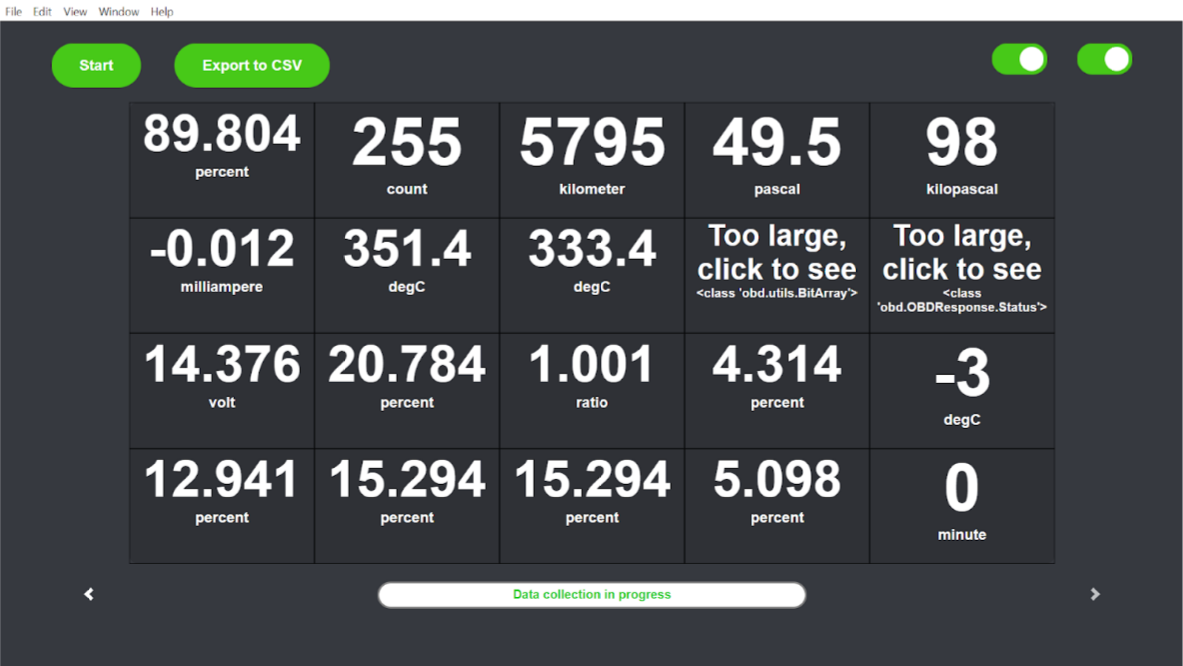 File Edit View Window Help
Start Export to CSV
89.804 255 5795 49.5 98
percent count kilometer pascal kilopascal
-0.012 351.4 333.4 Too large, click to see Too large, click to see
milliampere degC degC <class 'obd.utils.BitArray'> <class 'obd.OBDResponse.Status'>
14.376 20.784 1.001 4.314 -3
volt percent ratio percent degC
12.941 15.294 15.294 5.098 0
percent percent percent percent minute
Data collection in progress